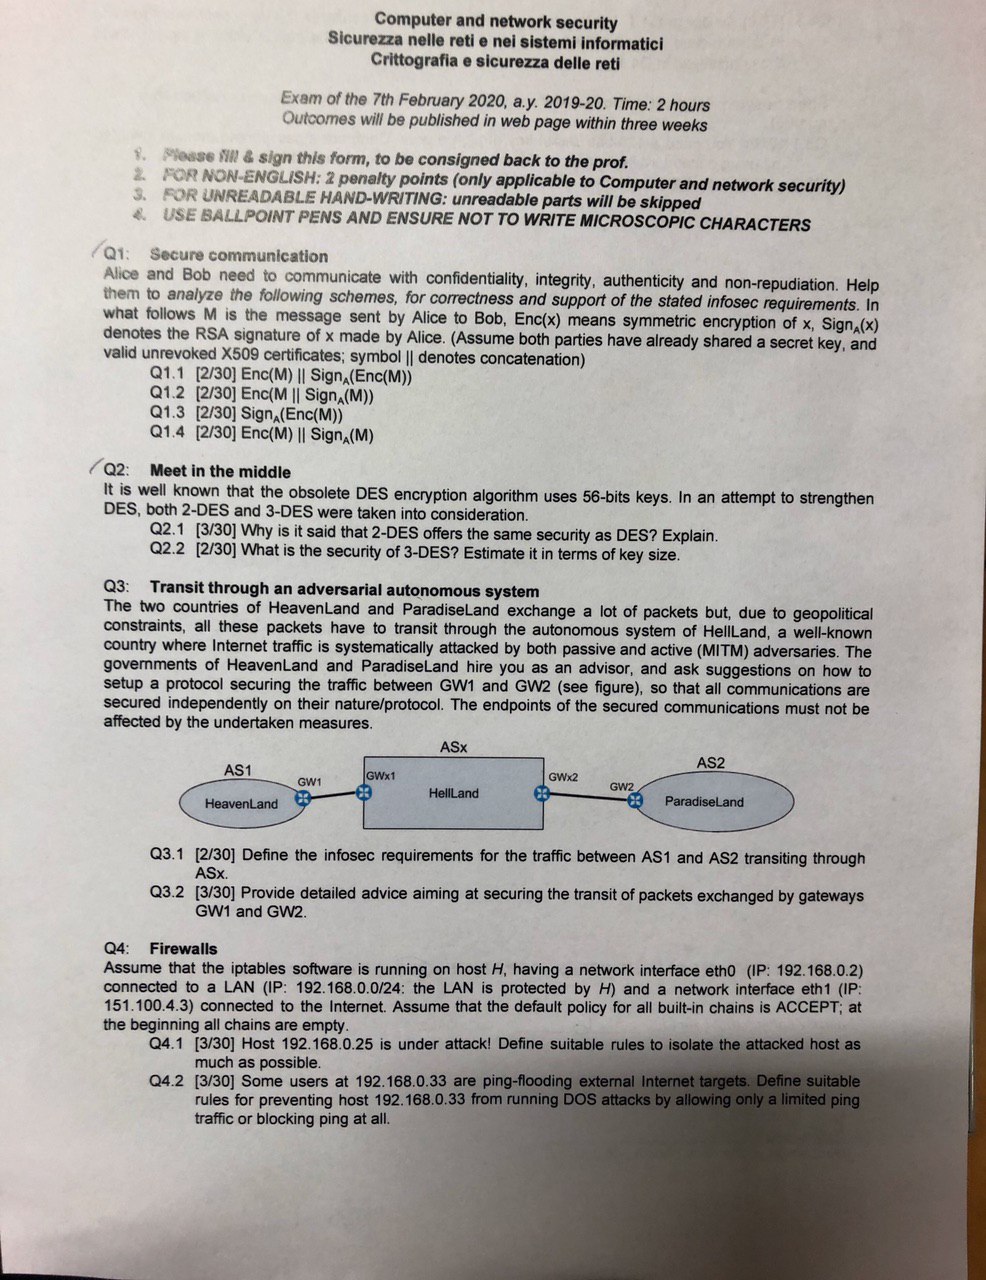 Computer and network security
Sicurezza nelle reti e nei sistemi informatici
Crittografia e sicurezza delle reti
Exam of the 7th February 2020, a.y. 2019-20. Time: 2 hours
Outcomes will be published in web page within three weeks
1. Please fill & sign this form, to be consigned back to the prof.
2. FOR NON-ENGLISH: 2 penalty points (only applicable to Computer and network security)
3. FOR UNREADABLE HAND-WRITING: unreadable parts will be skipped
4. USE BALLPOINT PENS AND ENSURE NOT TO WRITE MICROSCOPIC CHARACTERS
Q1: Secure communication
Alice and Bob need to communicate with confidentiality, integrity, authenticity and non-repudiation. Help
them to analyze the following schemes, for correctness and support of the stated infosec requirements. In
what follows M is the message sent by Alice to Bob, Enc(x) means symmetric encryption of x, Sign_A(x)
denotes the RSA signature of x made by Alice. (Assume both parties have already shared a secret key, and
valid unrevoked X509 certificates; symbol || denotes concatenation)
Q1.1 [2/30] Enc(M) || Sign_A(Enc(M))
Q1.2 [2/30] Enc(M || Sign_A(M))
Q1.3 [2/30] Sign_A(Enc(M))
Q1.4 [2/30] Enc(M) || Sign_A(M)
Q2: Meet in the middle
It is well known that the obsolete DES encryption algorithm uses 56-bits keys. In an attempt to strengthen
DES, both 2-DES and 3-DES were taken into consideration.
Q2.1 [3/30] Why is it said that 2-DES offers the same security as DES? Explain.
Q2.2 [2/30] What is the security of 3-DES? Estimate it in terms of key size.
Q3: Transit through an adversarial autonomous system
The two countries of HeavenLand and ParadiseLand exchange a lot of packets but, due to geopolitical
constraints, all these packets have to transit through the autonomous system of HellLand, a well-known
country where Internet traffic is systematically attacked by both passive and active (MITM) adversaries. The
governments of HeavenLand and ParadiseLand hire you as an advisor, and ask suggestions on how to
setup a protocol securing the traffic between GW1 and GW2 (see figure), so that all communications are
secured independently on their nature/protocol. The endpoints of the secured communications must not be
affected by the undertaken measures.
ASx
AS1
AS2
GW1
GWx1
GWx2
GW2
HeavenLand
HellLand
ParadiseLand
Q3.1 [2/30] Define the infosec requirements for the traffic between AS1 and AS2 transiting through
ASx.
Q3.2 [3/30] Provide detailed advice aiming at securing the transit of packets exchanged by gateways
GW1 and GW2.
Q4: Firewalls
Assume that the iptables software is running on host H, having a network interface eth0 (IP: 192.168.0.2)
connected to a LAN (IP: 192.168.0.0/24: the LAN is protected by H) and a network interface eth1 (IP:
151.100.4.3) connected to the Internet. Assume that the default policy for all built-in chains is ACCEPT; at
the beginning all chains are empty.
Q4.1 [3/30] Host 192.168.0.25 is under attack! Define suitable rules to isolate the attacked host as
much as possible.
Q4.2 [3/30] Some users at 192.168.0.33 are ping-flooding external Internet targets. Define suitable
rules for preventing host 192.168.0.33 from running DOS attacks by allowing only a limited ping
traffic or blocking ping at all.